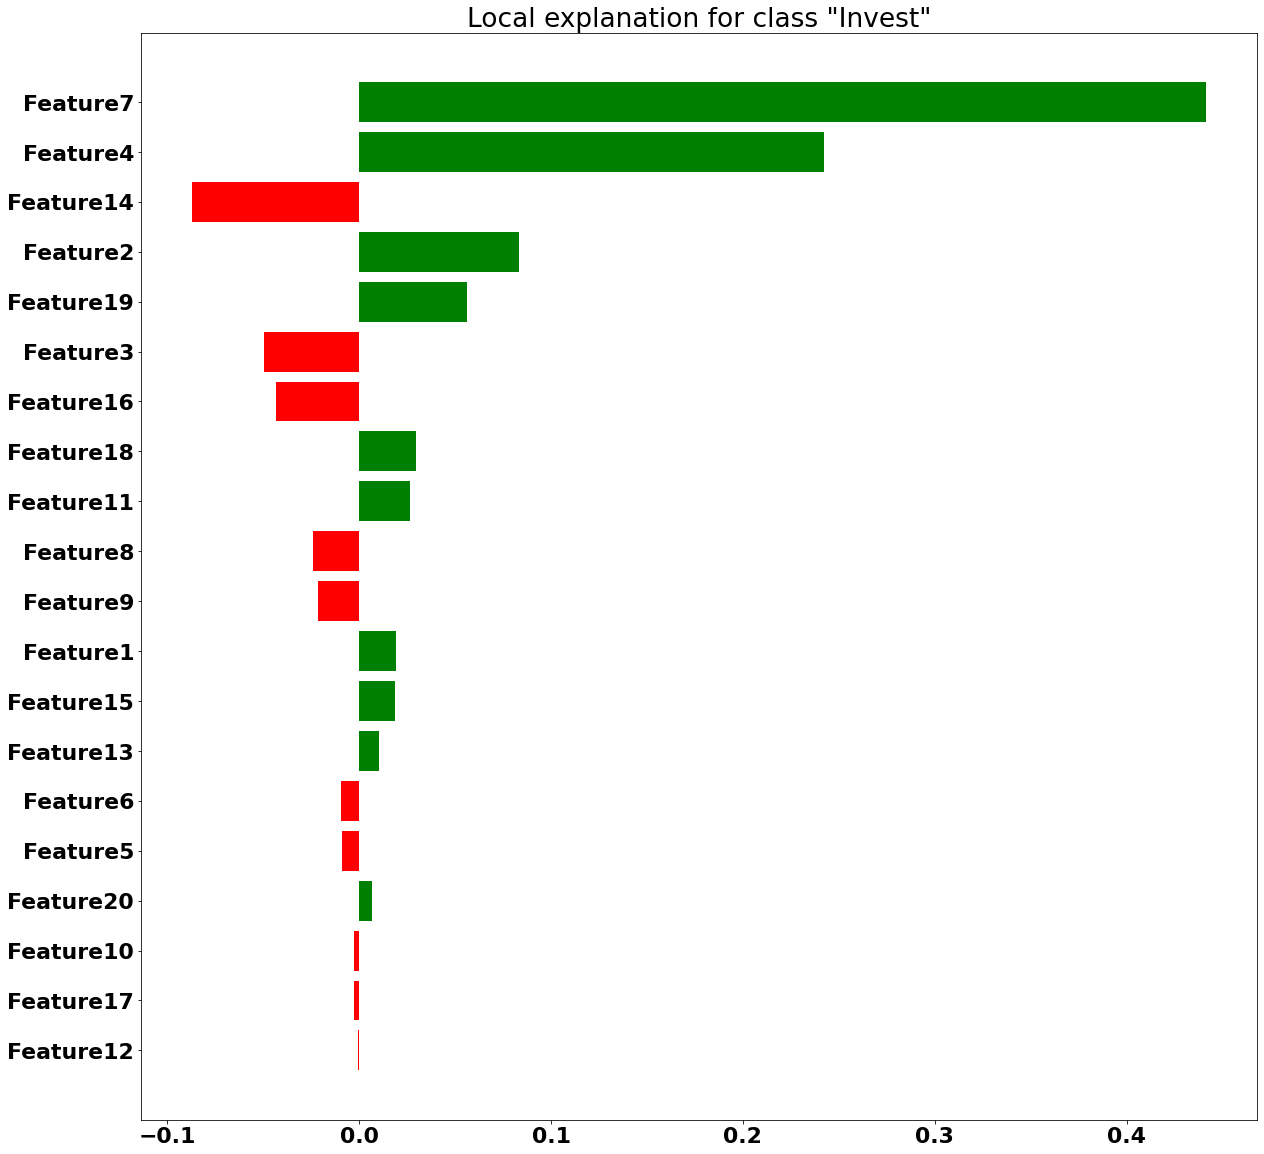 Local explanation for class "Invest"
Feature7
Feature4
Feature14
Feature2
Feature19
Feature3
Feature16
Feature18
Feature11
Feature8
Feature9
Feature1
Feature15
Feature13
Feature6
Feature5
Feature20
Feature10
Feature17
Feature12
−0.1 0.0 0.1 0.2 0.3 0.4